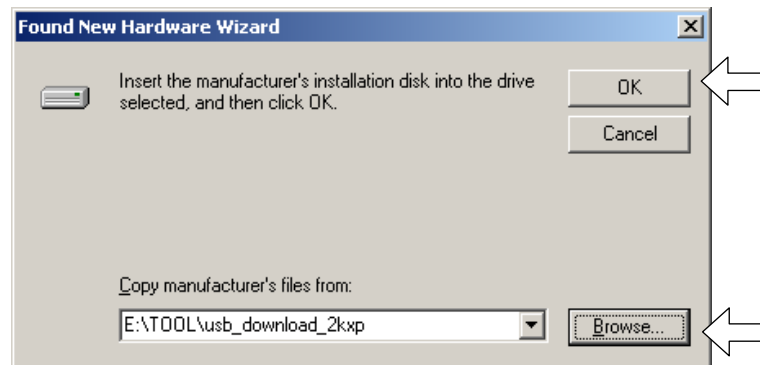 Found New Hardware Wizard
Insert the manufacturer's installation disk into the drive
selected, and then click OK.
OK
Cancel
Copy manufacturer's files from:
E:\TOOL\usb_download_2kxp
Browse...